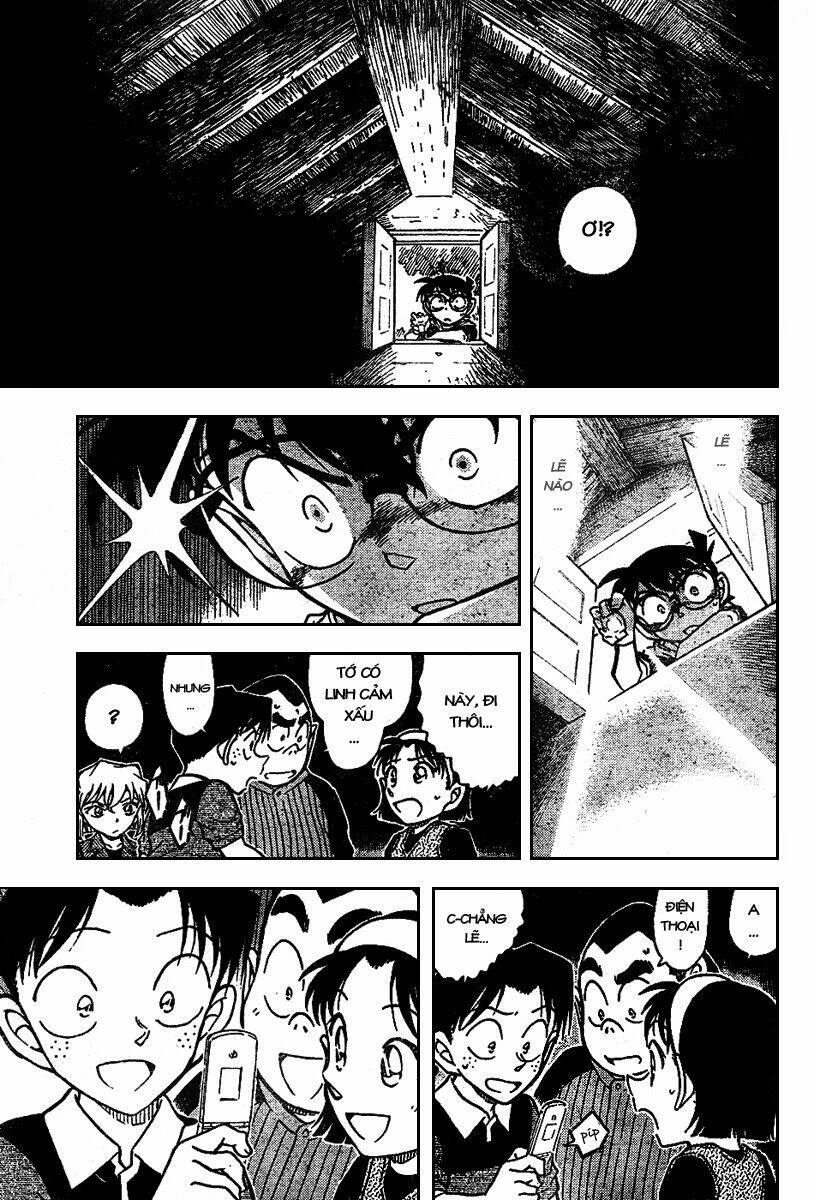 Ơ!?
LẼ
...
LẼ
NÀO
...
NÀY, ĐI
THÔI...
TỚ CÓ
LINH CẢM
XẤU
...
NHƯNG
...
?
A
...
ĐIỆN
THOẠI
!
C-CHẲNG
LẼ...
PÍP